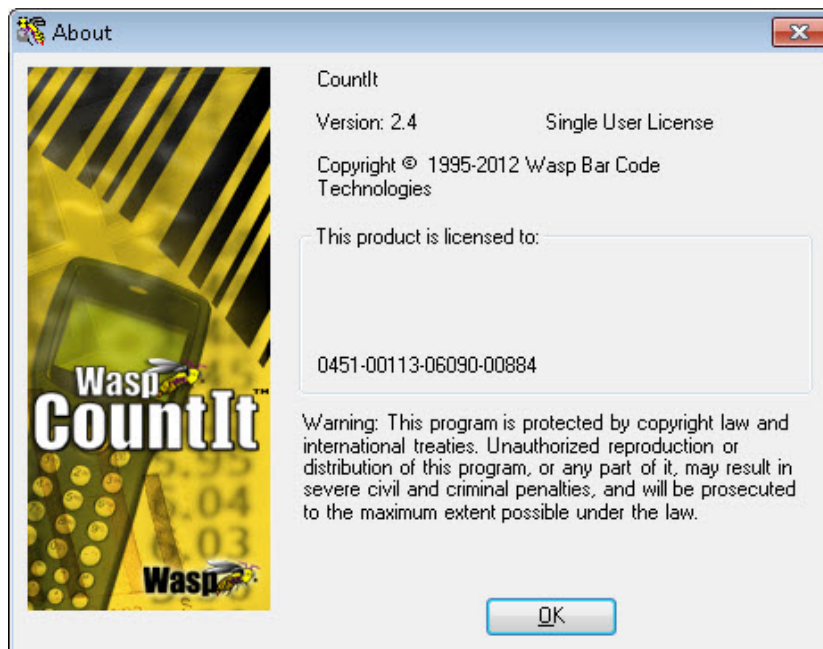 About
CountIt
Version: 2.4 Single User License
Copyright © 1995-2012 Wasp Bar Code
Technologies
This product is licensed to:
0451-00113-06090-00884
Warning: This program is protected by copyright law and
international treaties. Unauthorized reproduction or
distribution of this program, or any part of it, may result in
severe civil and criminal penalties, and will be prosecuted
to the maximum extent possible under the law.
Wasp
CountIt™
.04
.03
Wasp
OK